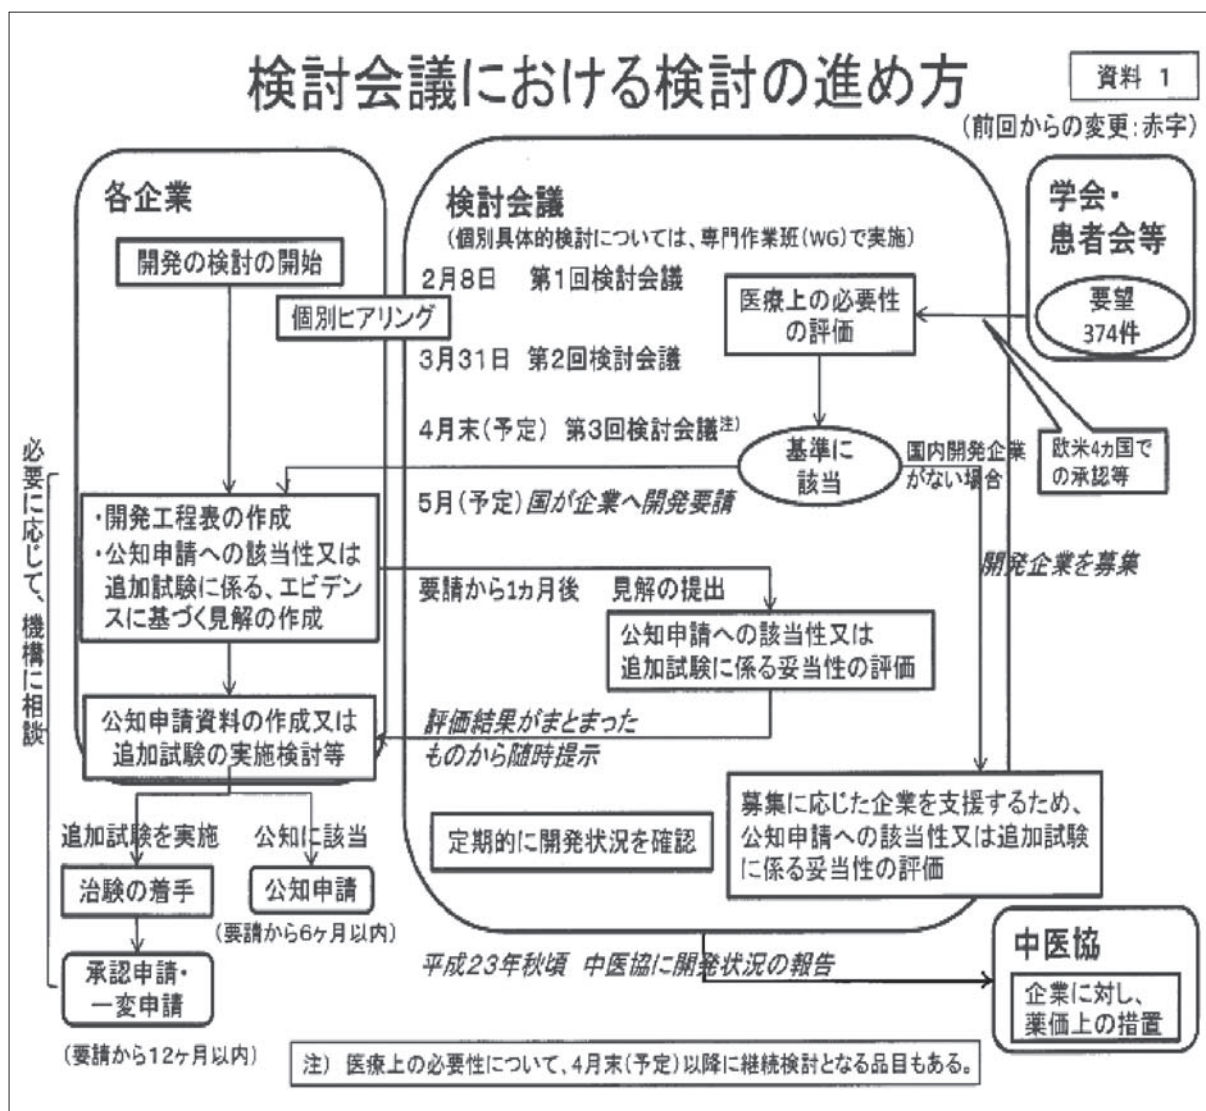 検討会議における検討の進め方
資料 1
(前回からの変更:赤字)
各企業
開発の検討の開始
個別ヒアリング
検討会議
(個別具体的検討については、専門作業班(WG)で実施)
2月8日 第1回検討会議
3月31日 第2回検討会議
4月末(予定) 第3回検討会議注)
5月(予定)国が企業へ開発要請
医療上の必要性
の評価
基準に
該当
国内開発企業
がない場合
学会・
患者会等
要望
374件
欧米4ヵ国で
の承認等
開発企業を募集
必要に応じて、機構に相談
・開発工程表の作成
・公知申請への該当性又は
追加試験に係る、エビデン
スに基づく見解の作成
要請から1ヵ月後 見解の提出
公知申請への該当性又は
追加試験に係る妥当性の評価
公知申請資料の作成又は
追加試験の実施検討等
評価結果がまとまった
ものから随時提示
追加試験を実施
公知に該当
治験の着手
公知申請
(要請から6ヶ月以内)
承認申請・
一変申請
(要請から12ヶ月以内)
定期的に開発状況を確認
募集に応じた企業を支援するため、
公知申請への該当性又は追加試験
に係る妥当性の評価
平成23年秋頃 中医協に開発状況の報告
中医協
企業に対し、
薬価上の措置
注) 医療上の必要性について、4月末(予定)以降に継続検討となる品目もある。